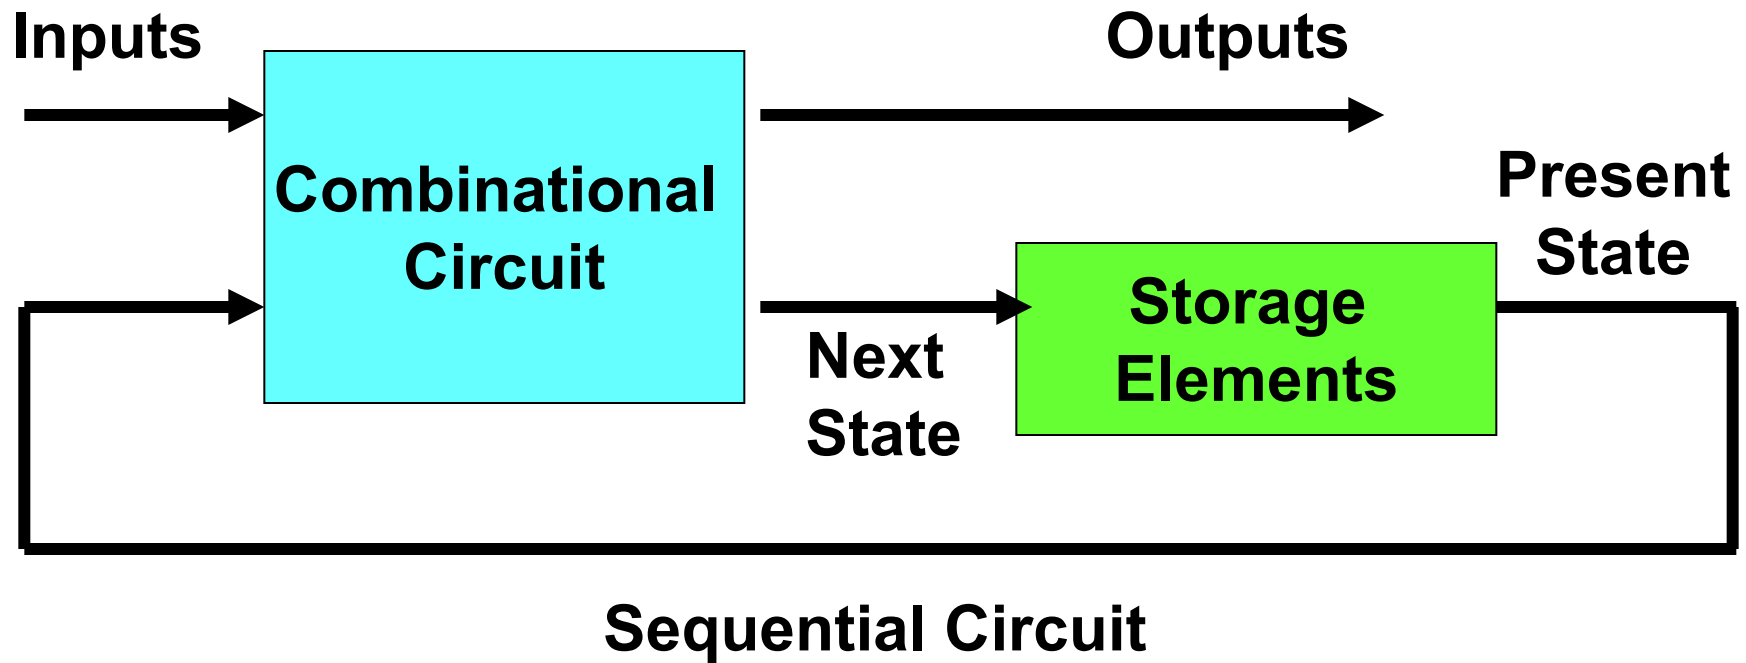 Inputs
Outputs
Combinational
Circuit
Present
State
Storage
Elements
Next
State
Sequential Circuit